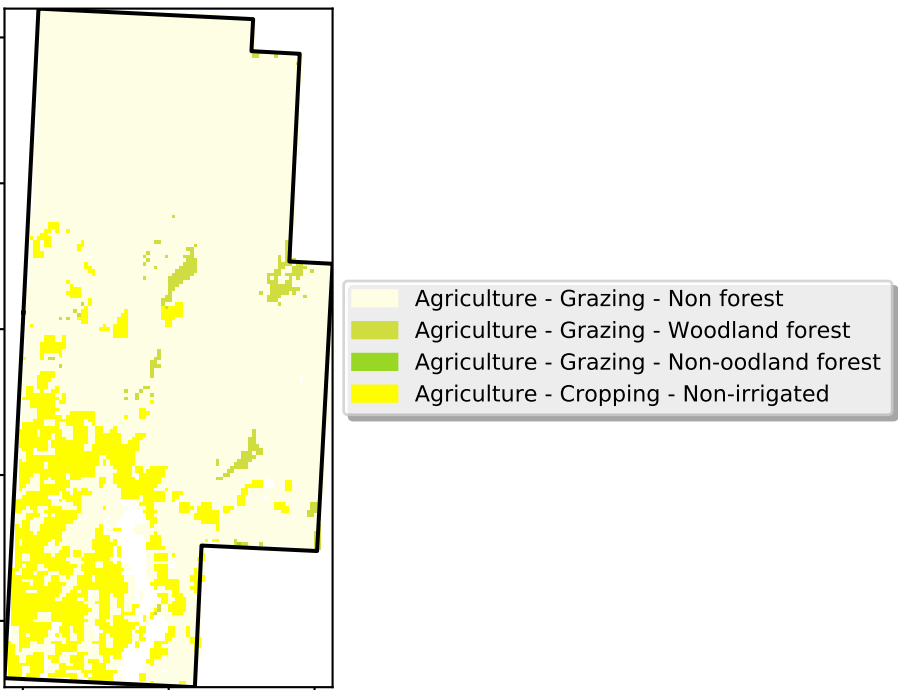 Agriculture - Grazing - Non forest
Agriculture - Grazing - Woodland forest
Agriculture - Grazing - Non-oodland forest
Agriculture - Cropping - Non-irrigated